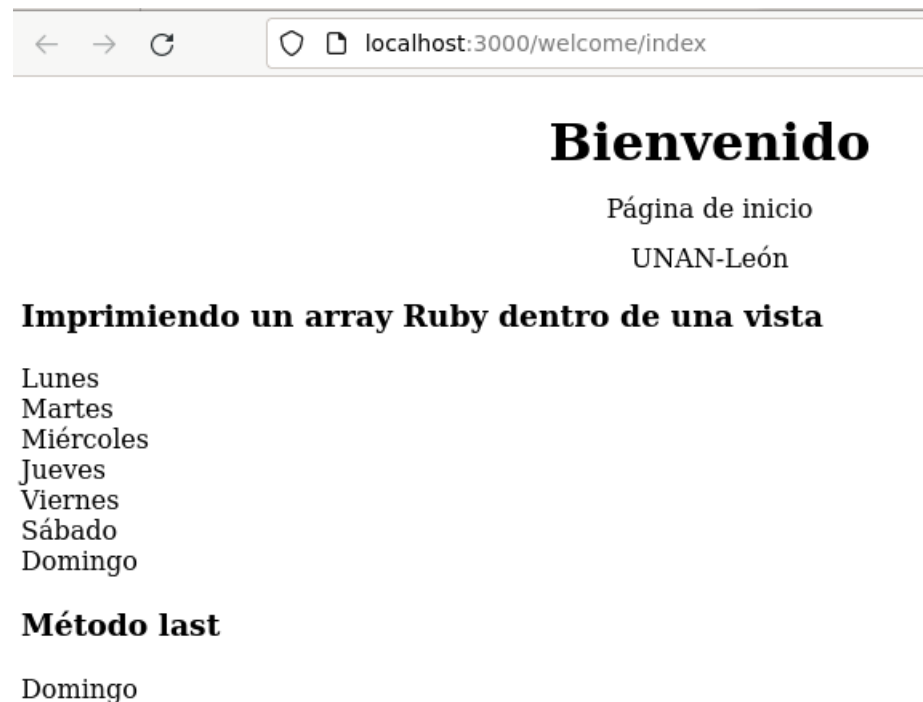 localhost:3000/welcome/index
Bienvenido
Página de inicio
UNAN-León
Imprimiendo un array Ruby dentro de una vista
Lunes
Martes
Miércoles
Jueves
Viernes
Sábado
Domingo
Método last
Domingo